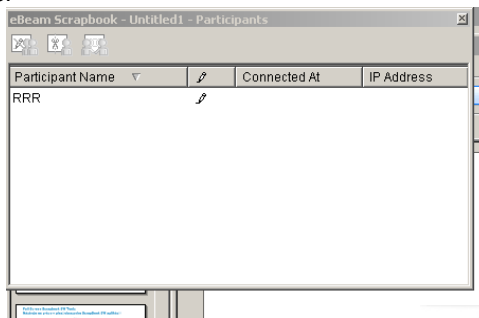 eBeam Scrapbook - Untitled1 - Participants
Participant Name
Connected At
IP Address
RRR